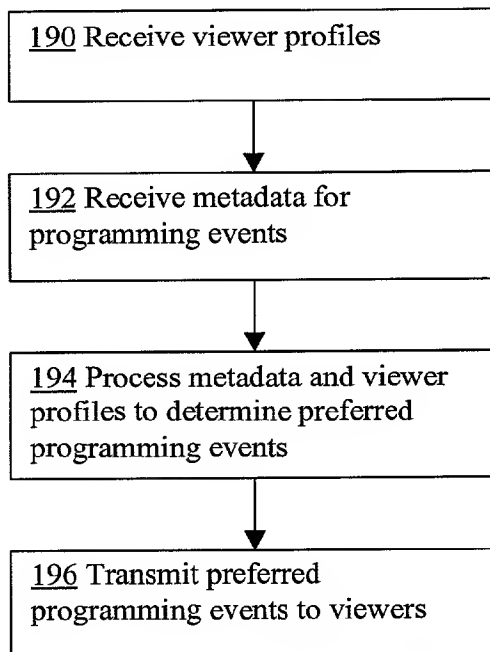 190 Receive viewer profiles
192 Receive metadata for
programming events
194 Process metadata and viewer
profiles to determine preferred
programming events
196 Transmit preferred
programming events to viewers